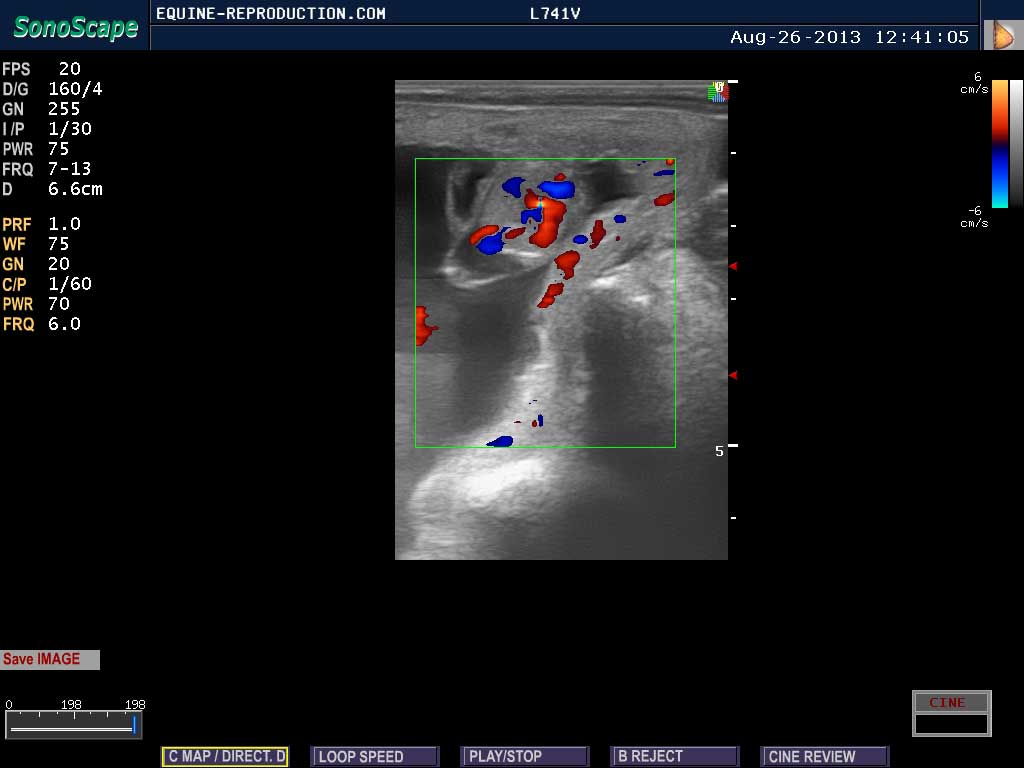 SonoScape
EQUINE-REPRODUCTION.COM L741V
Aug-26-2013 12:41:05
FPS 20
D/G 160/4
GN 255
I/P 1/30
PWR 75
FRQ 7-13
D 6.6cm
PRF 1.0
WF 75
GN 20
C/P 1/60
PWR 70
FRQ 6.0
6
cm/s
-6
cm/s
5
Save IMAGE
0 198 198
CINE
C MAP / DIRECT. D LOOP SPEED PLAY/STOP B REJECT CINE REVIEW